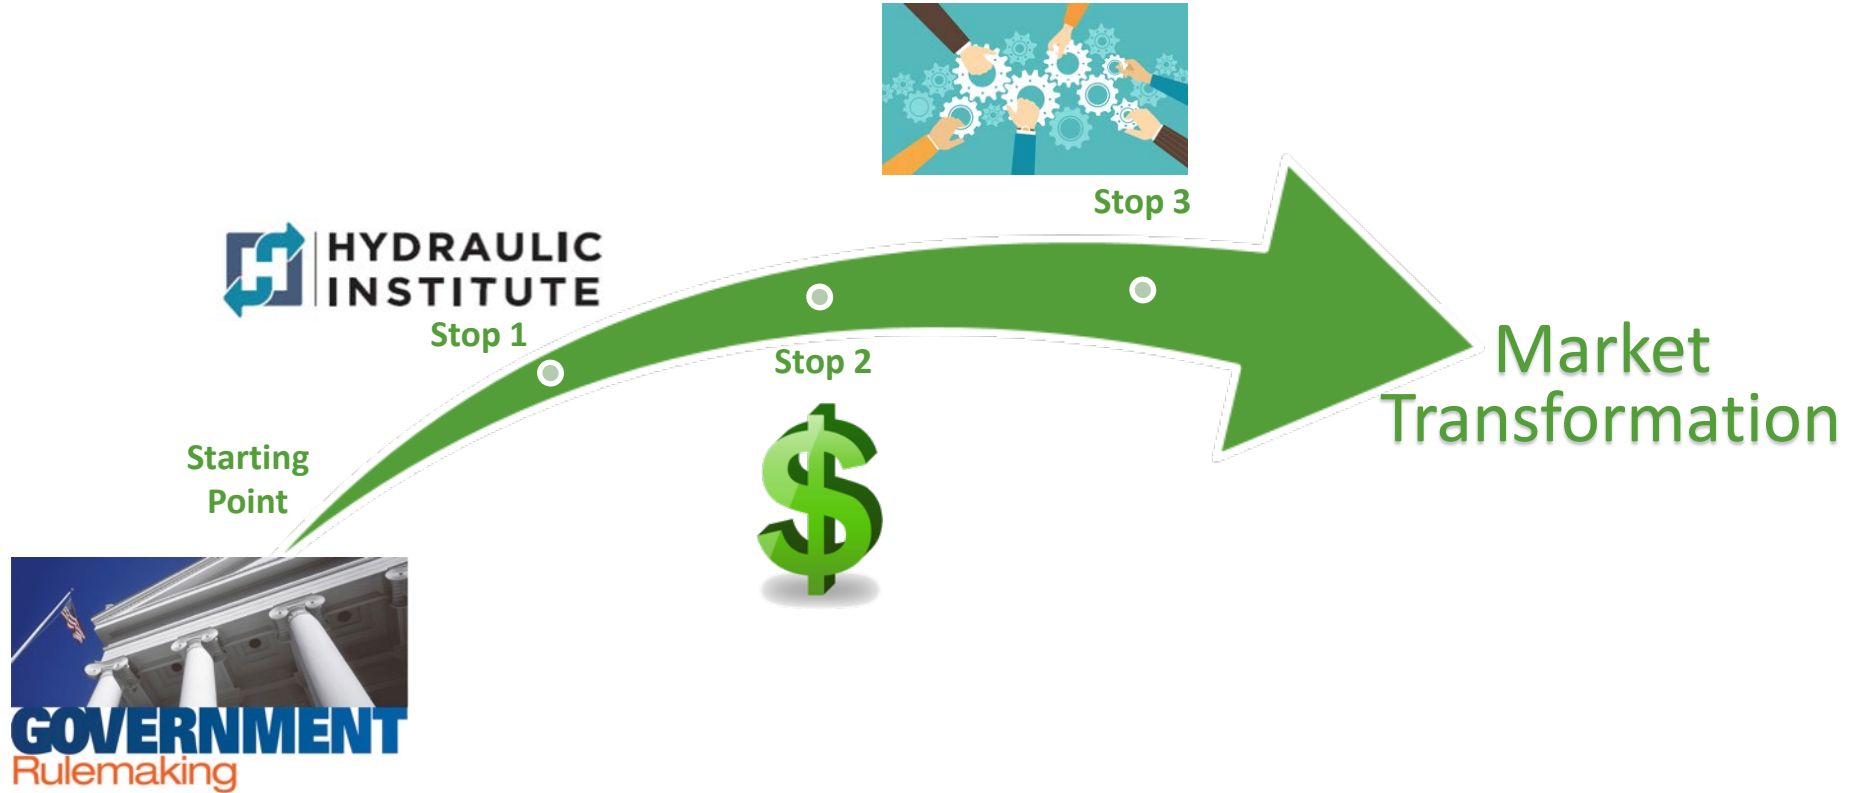 Stop 3
HYDRAULIC
INSTITUTE
Stop 1
Stop 2
Market
Transformation
Starting
Point
GOVERNMENT
Rulemaking